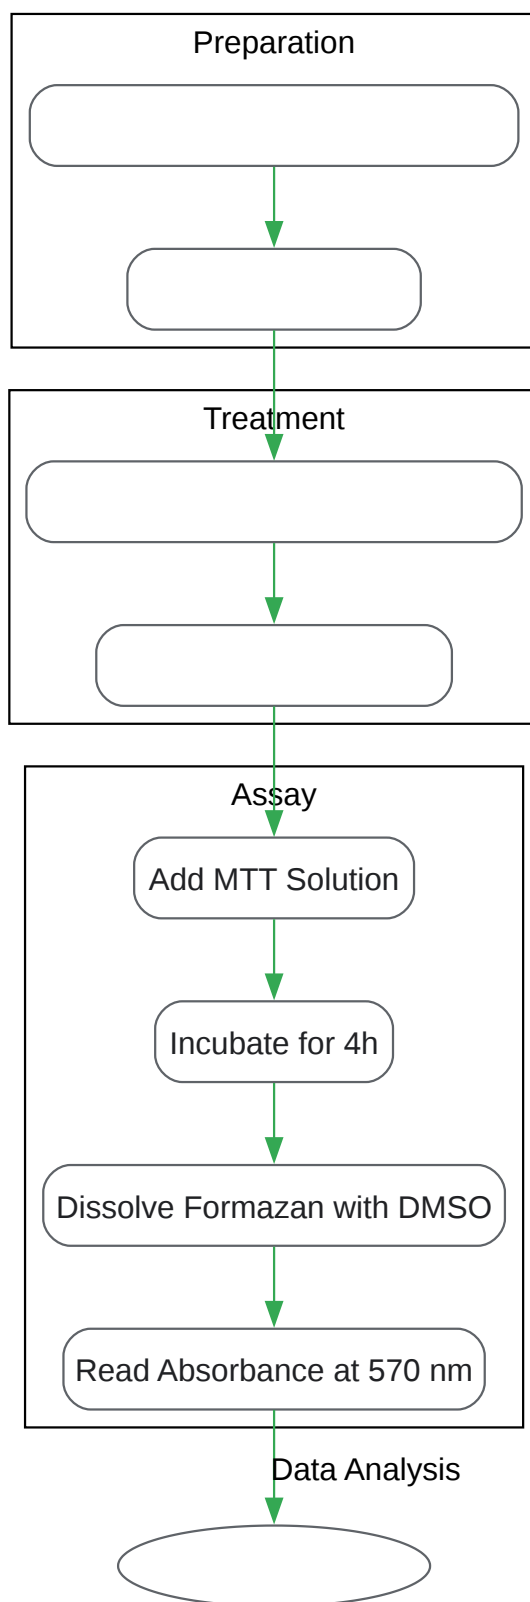 Preparation
Treatment
Assay
Add MTT Solution
Incubate for 4h
Dissolve Formazan with DMSO
Read Absorbance at 570 nm
Data Analysis